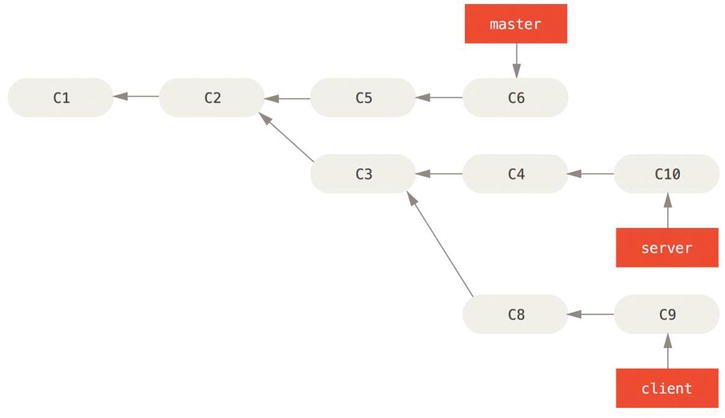 master
C1 C2 C5 C6
C3 C4 C10
server
C8 C9
client